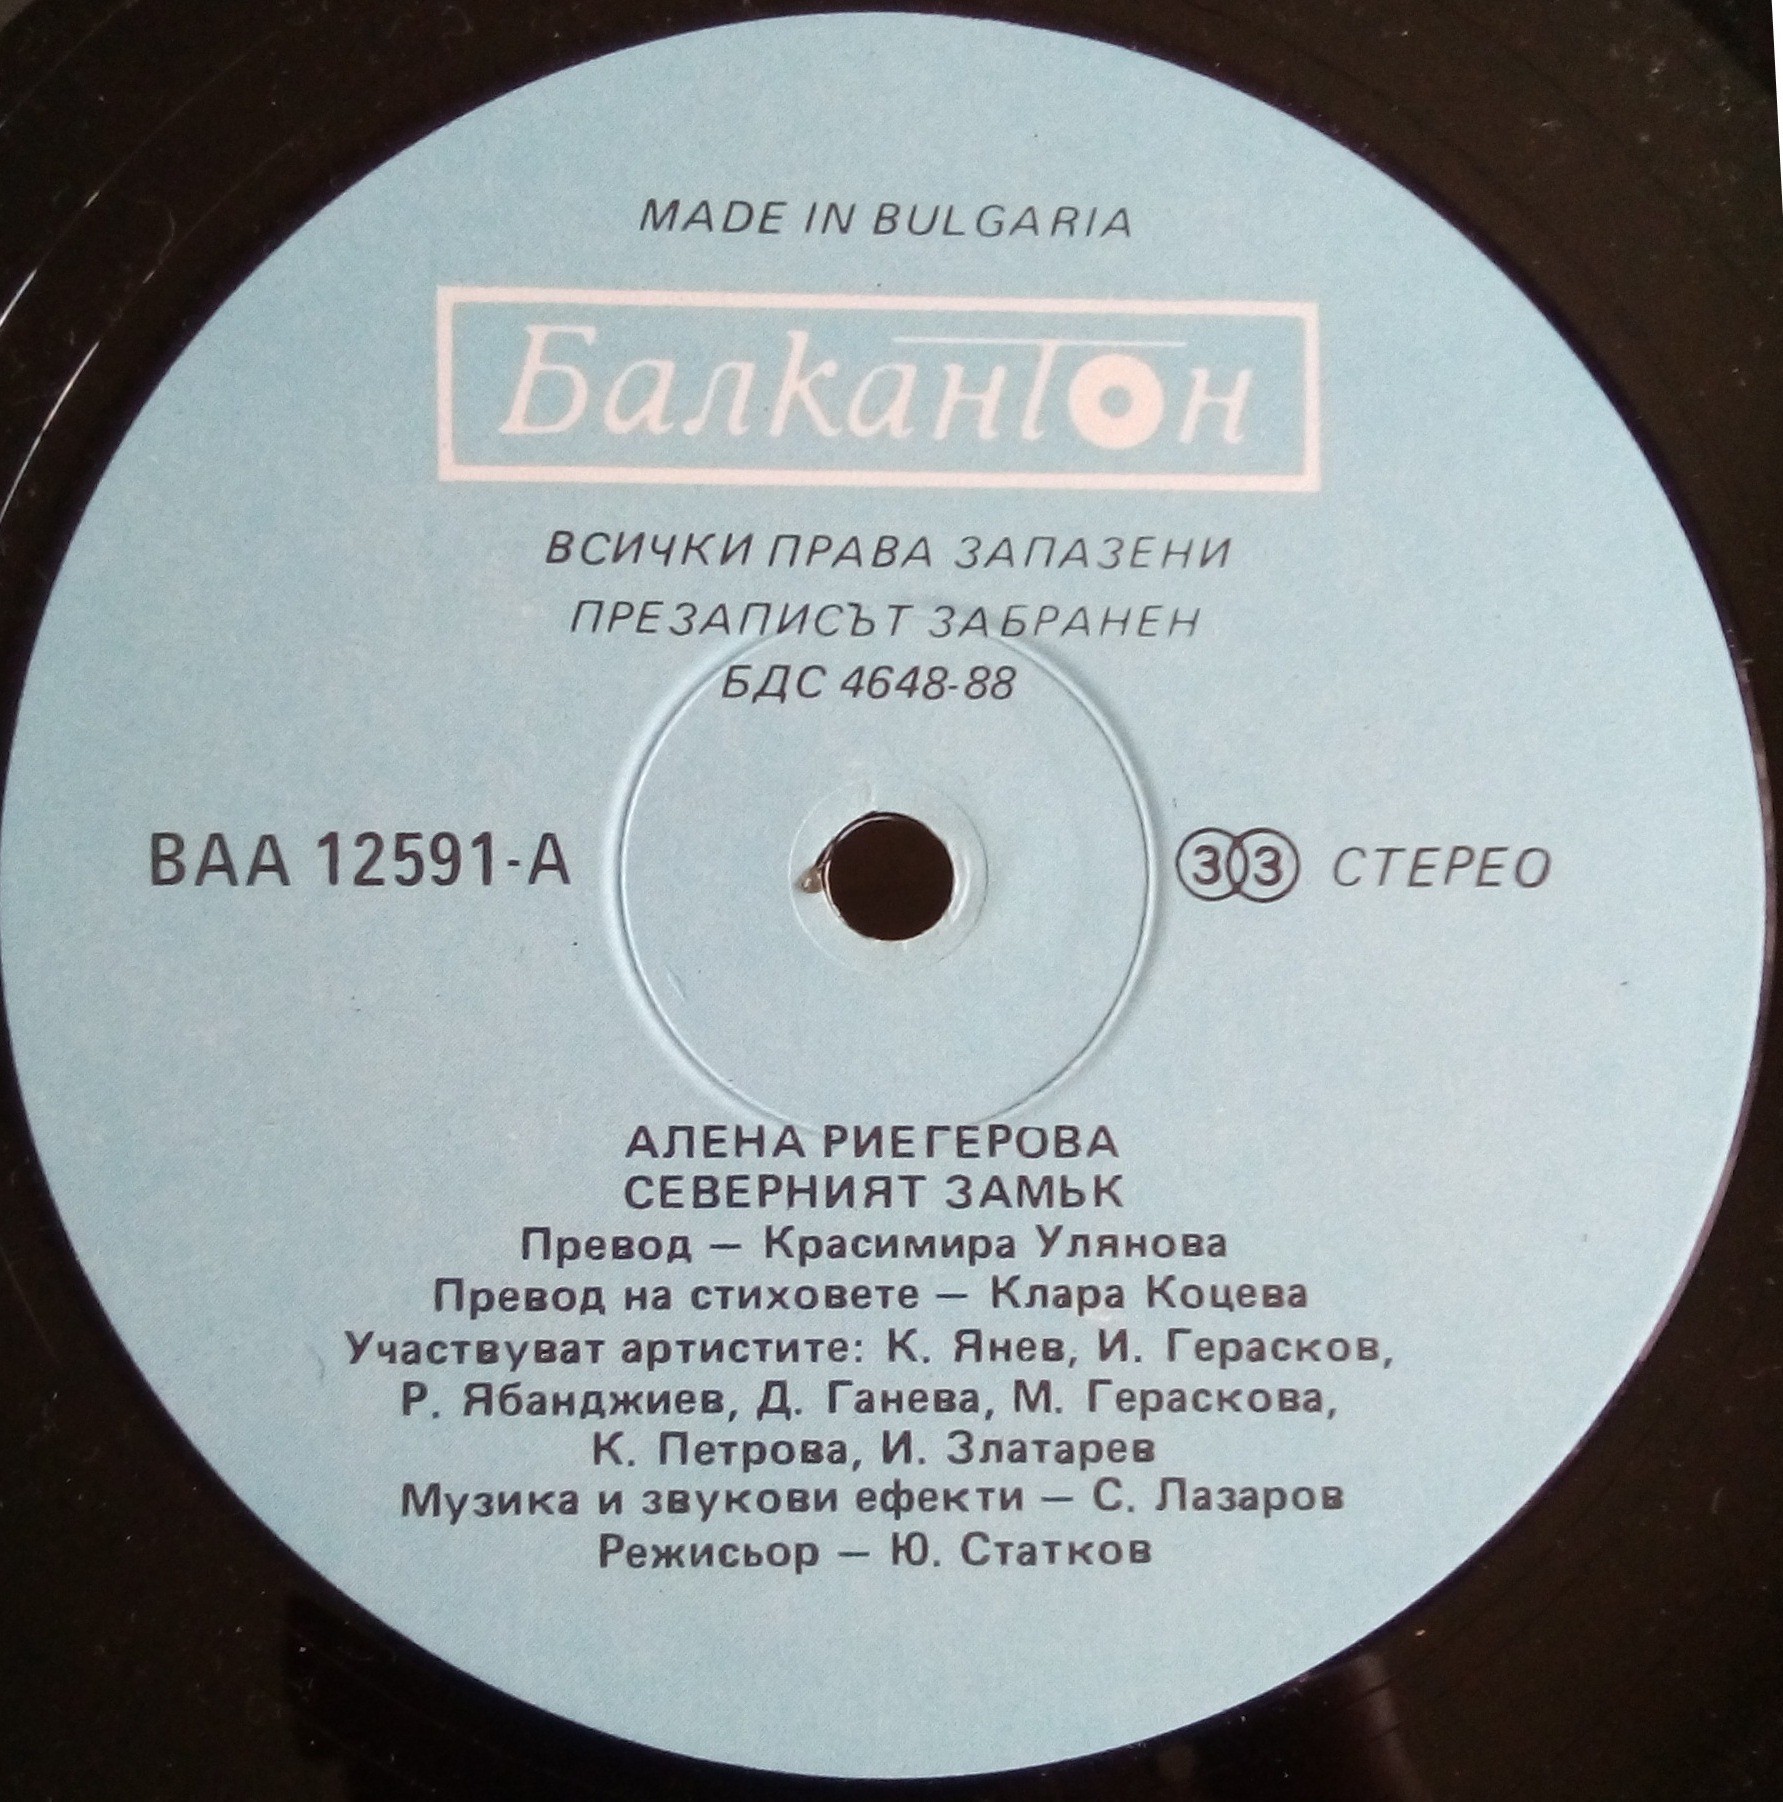 MADE IN BULGARIA
Балкантон
ВСИЧКИ ПРАВА ЗАПАЗЕНИ
ПРЕЗАПИСЪТ ЗАБРАНЕН
БДС 4648-88
ВАА 12591-А
33 СТЕРЕО
АЛЕНА РИЕГЕРОВА
СЕВЕРНИЯТ ЗАМЬК
Превод — Красимира Улянова
Превод на стиховете — Клара Коцева
Участвуват артистите: К. Янев, И. Герасков,
Р. Ябанджиев, Д. Ганева, М. Гераскова,
К. Петрова, И. Златарев
Музика и звукови ефекти — С. Лазаров
Режисьор — Ю. Статков